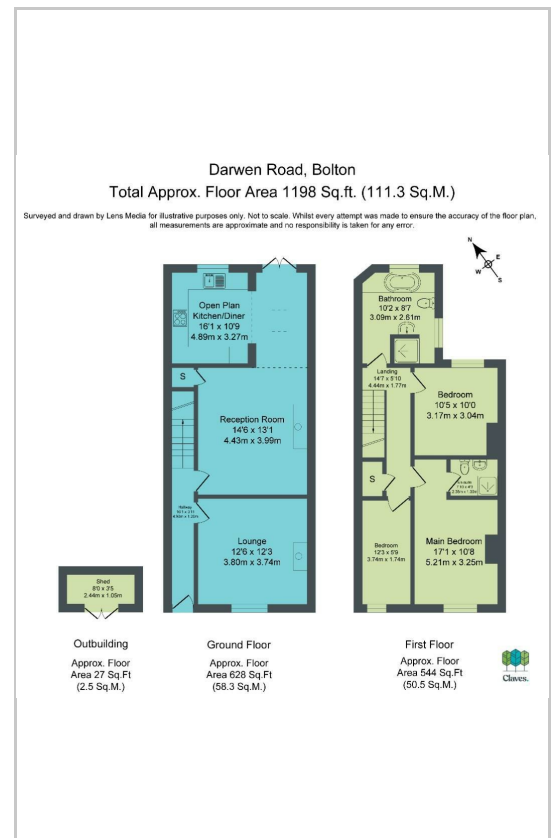 Darwen Road, Bolton
Total Approx. Floor Area 1198 Sq.ft. (111.3 Sq.M.)
Surveyed and drawn by Lens Media for illustrative purposes only. Not to scale. Whilst every attempt was made to ensure the accuracy of the floor plan,
all measurements are approximate and no responsibility is taken for any error.
N
E
W
S
Open Plan
Kitchen/Diner
16'1 x 10'9
4.89m x 3.27m
S
Reception Room
14'6 x 13'1
4.43m x 3.99m
Hallway
Lounge
12'6 x 12'3
3.80m x 3.74m
Bathroom
10'2 x 8'7
3.09m x 2.61m
Landing
14'7 x 5'10
4.44m x 1.77m
Bedroom
10'5 x 10'0
3.17m x 3.04m
S
Bedroom
12'3 x 5'9
3.74m x 1.74m
Main Bedroom
17'1 x 10'8
5.21m x 3.25m
Shed
8'0 x 3'5
2.44m x 1.05m
Outbuilding
Approx. Floor
Area 27 Sq.Ft
(2.5 Sq.M.)
Ground Floor
Approx. Floor
Area 628 Sq.Ft
(58.3 Sq.M.)
First Floor
Approx. Floor
Area 544 Sq.Ft
(50.5 Sq.M.)
Claves.